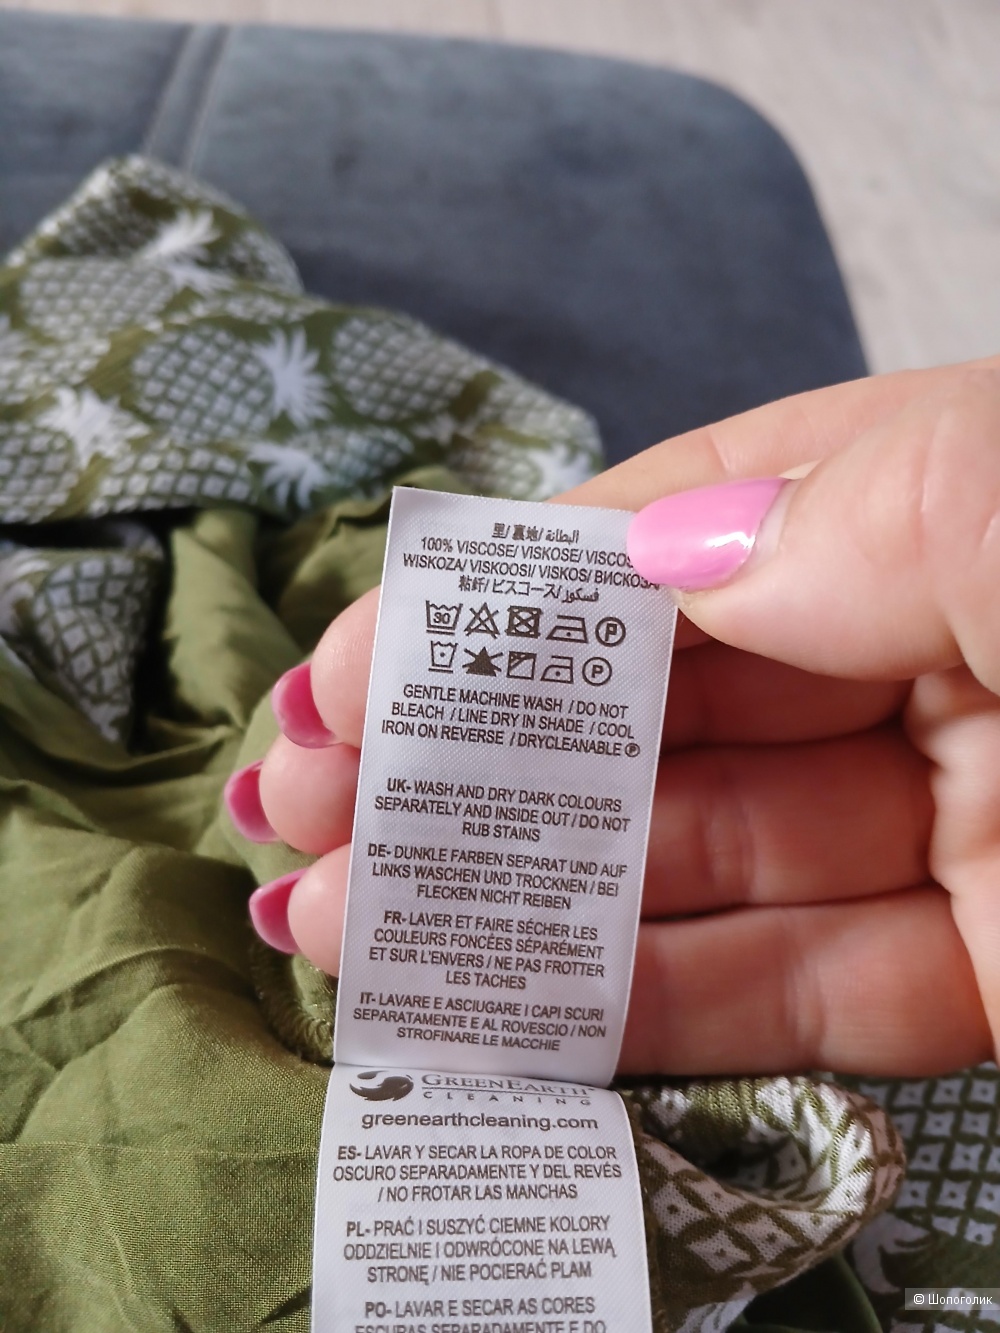 里/ 裏地/ البطانة
100% VISCOSE/ VISKOSE/
WISKOZA/ VISKOOSI/ VISKOS/ ВИСКОЗА
粘紆/ ビスコース/ فسكوز
30 P
P
GENTLE MACHINE WASH / DO NOT
BLEACH / LINE DRY IN SHADE / COOL
IRON ON REVERSE / DRYCLEANABLE Ⓟ
UK- WASH AND DRY DARK COLOURS
SEPARATELY AND INSIDE OUT / DO NOT
RUB STAINS
DE- DUNKLE FARBEN SEPARAT UND AUF
LINKS WASCHEN UND TROCKNEN / BEI
FLECKEN NICHT REIBEN
FR- LAVER ET FAIRE SÉCHER LES
COULEURS FONCÉES SÉPARÉMENT
ET SUR L'ENVERS / NE PAS FROTTER
LES TACHES
IT- LAVARE E ASCIUGARE I CAPI SCURI
SEPARATAMENTE E AL ROVESCIO / NON
STROFINARE LE MACCHIE
GREENEARTH
CLEANING
greenearthcleaning.com
ES- LAVAR Y SECAR LA ROPA DE COLOR
OSCURO SEPARADAMENTE Y DEL REVÉS
/ NO FROTAR LAS MANCHAS
PL- PRAĆ I SUSZYĆ CIEMNE KOLORY
ODDZIELNIE I ODWRÓCONE NA LEWĄ
STRONĘ / NIE POCIERAĆ PLAM
PO- LAVAR E SECAR AS CORES
ESCURAS SEPARADAMENTE E DO
© Шопоголик